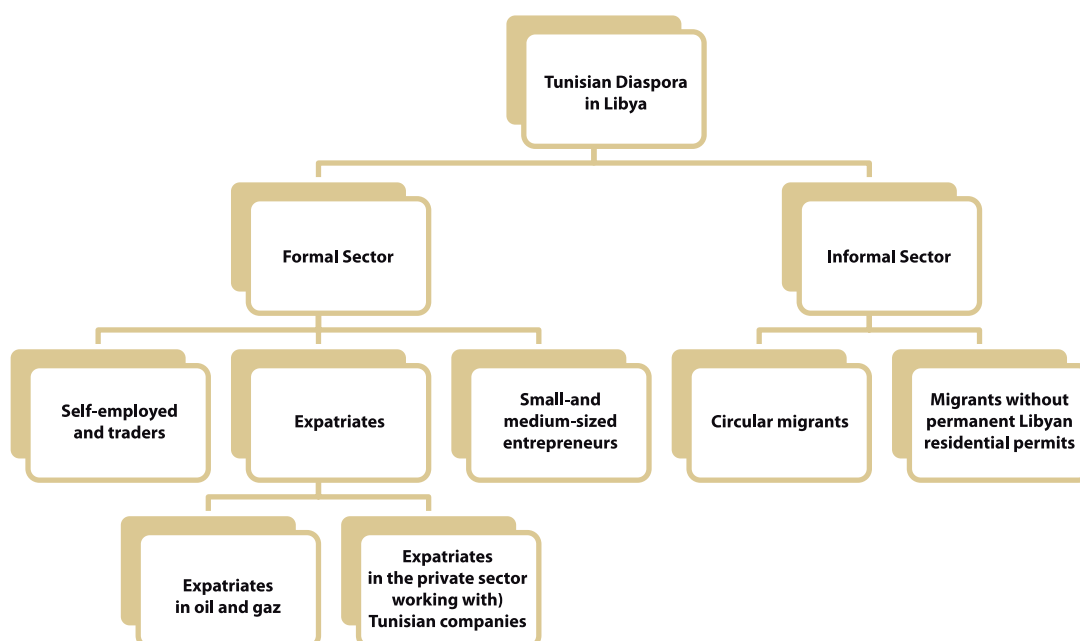 Tunisian Diaspora
in Libya
Formal Sector
Informal Sector
Self-employed
and traders
Expatriates
Small-and
medium-sized
entrepreneurs
Circular migrants
Migrants without
permanent Libyan
residential permits
Expatriates
in oil and gaz
Expatriates
in the private sector
working with)
Tunisian companies